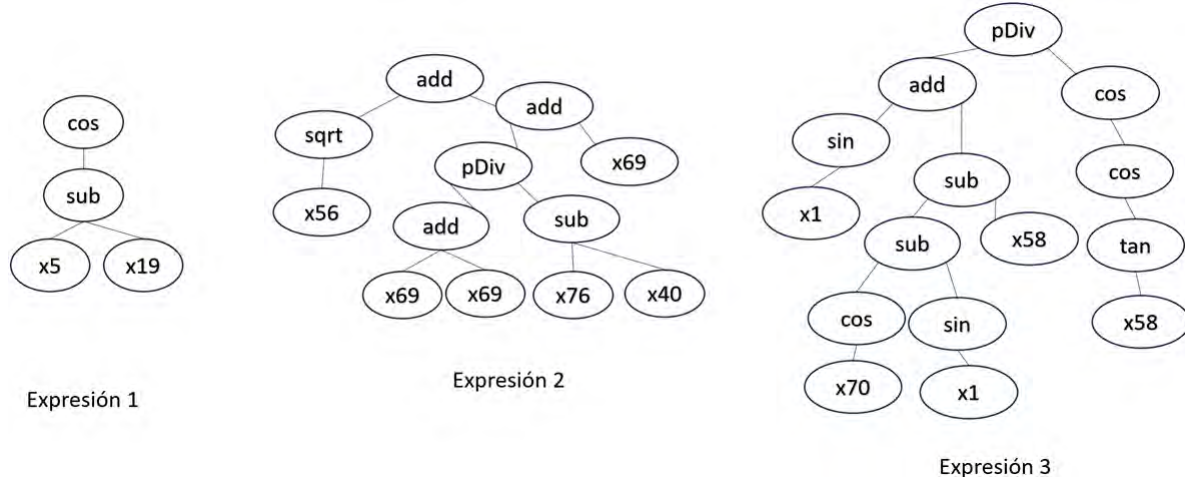 cos
sub
x5
x19
Expresión 1
add
sqrt
add
x56
pDiv
x69
add
sub
x69
x69
x76
x40
Expresión 2
pDiv
add
cos
sin
sub
cos
x1
sub
x58
tan
cos
sin
x58
x70
x1
Expresión 3